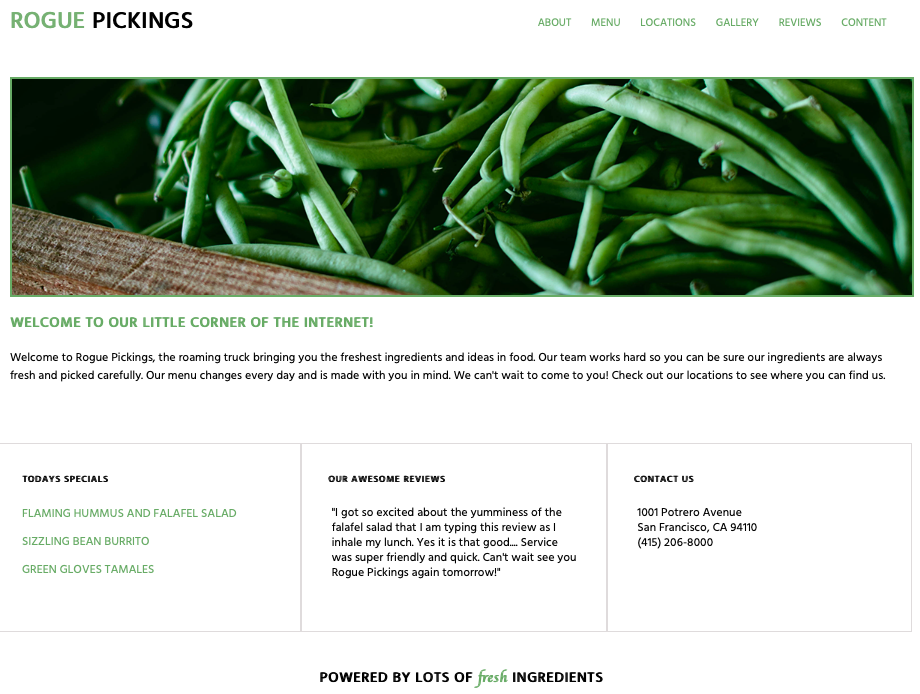 ROGUE PICKINGS
ABOUT MENU LOCATIONS GALLERY REVIEWS CONTENT
WELCOME TO OUR LITTLE CORNER OF THE INTERNET!
Welcome to Rogue Pickings, the roaming truck bringing you the freshest ingredients and ideas in food. Our team works hard so you can be sure our ingredients are always
fresh and picked carefully. Our menu changes every day and is made with you in mind. We can't wait to come to you! Check out our locations to see where you can find us.
TODAYS SPECIALS
FLAMING HUMMUS AND FALAFEL SALAD
SIZZLING BEAN BURRITO
GREEN GLOVES TAMALES
OUR AWESOME REVIEWS
"I got so excited about the yumminess of the
falafel salad that I am typing this review as I
inhale my lunch. Yes it is that good.... Service
was super friendly and quick. Can't wait see you
Rogue Pickings again tomorrow!"
CONTACT US
1001 Potrero Avenue
San Francisco, CA 94110
(415) 206-8000
POWERED BY LOTS OF fresh INGREDIENTS